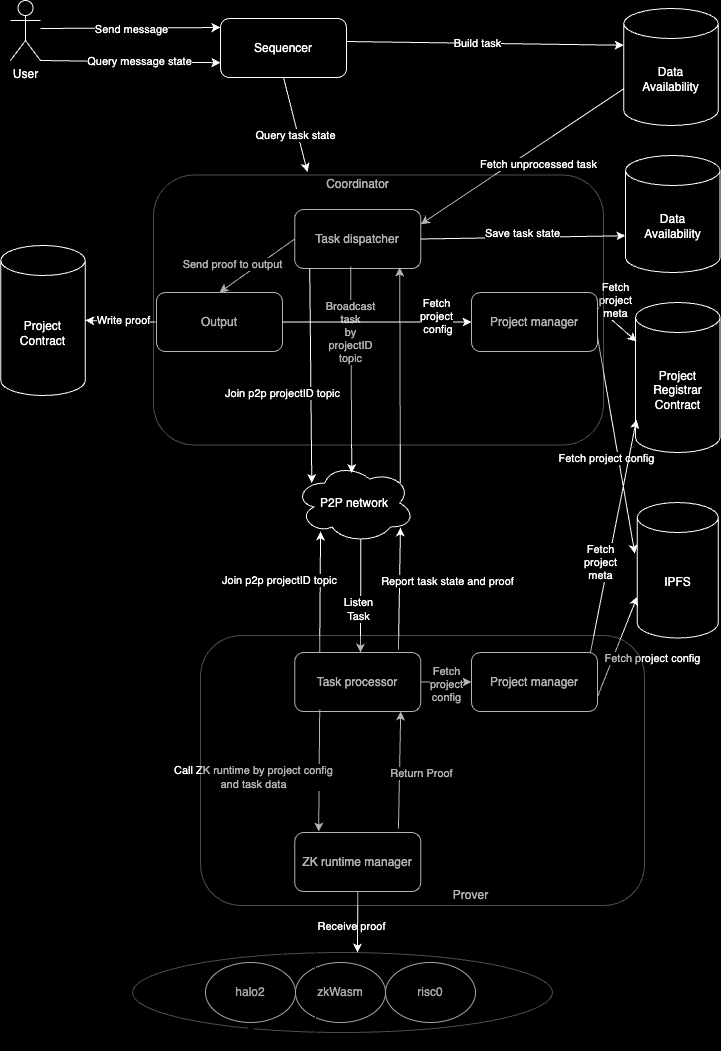 Send message
Sequencer
Build task
Query message state
User
Data
Availability
Query task state
Fetch unprocessed task
Coordinator
Task dispatcher
Save task state
Data
Availability
Send proof to output
Project
Contract
Write proof
Output
Broadcast
task
by
projectID
topic
Fetch
project
config
Project manager
Fetch
project
meta
Project
Registrar
Contract
Join p2p projectID topic
Fetch project config
P2P network
Join p2p projectID topic
Report task state and proof
Fetch
project
meta
IPFS
Listen
Task
Task processor
Fetch
project
config
Project manager
Fetch project config
Call ZK runtime by project config
and task data
Return Proof
ZK runtime manager
Prover
Receive proof
halo2
zkWasm
risc0